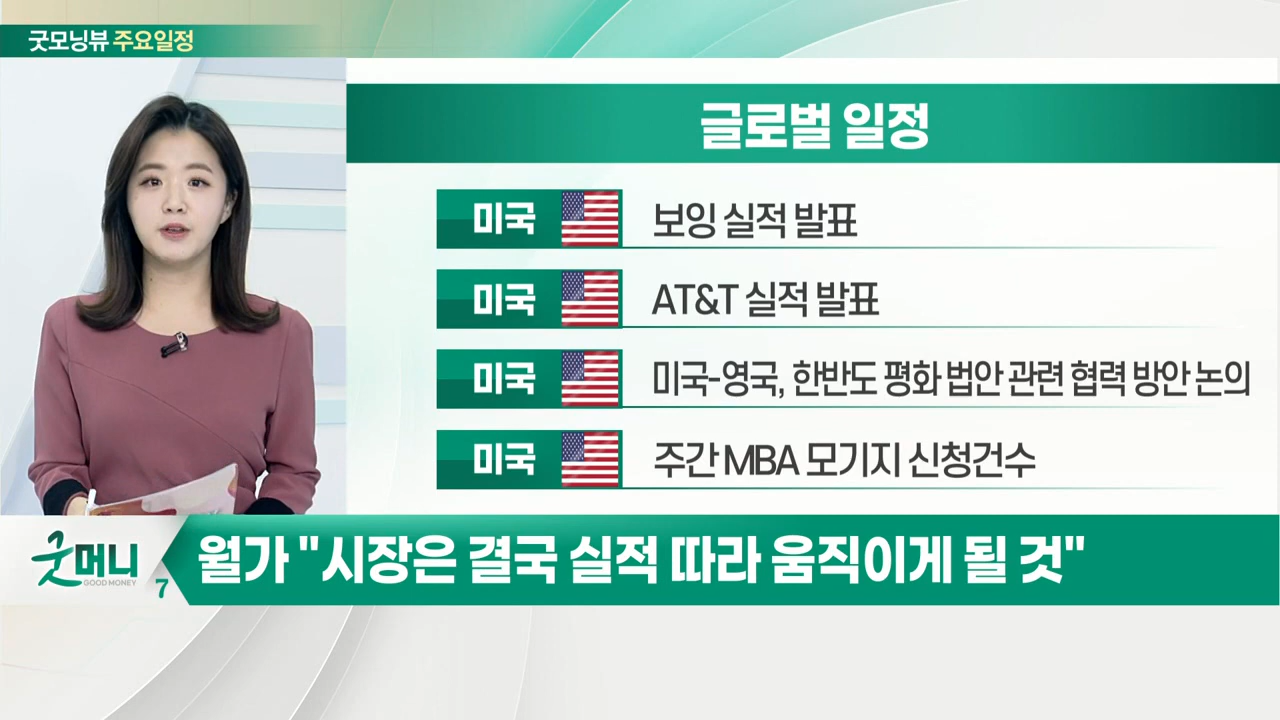 굿모닝뷰 주요일정
글로벌 일정
미국 보잉 실적 발표
미국 AT&T 실적 발표
미국 미국-영국, 한반도 평화 법안 관련 협력 방안 논의
미국 주간 MBA 모기지 신청건수
굿머니 월가 "시장은 결국 실적 따라 움직이게 될 것"
GOOD MONEY
7